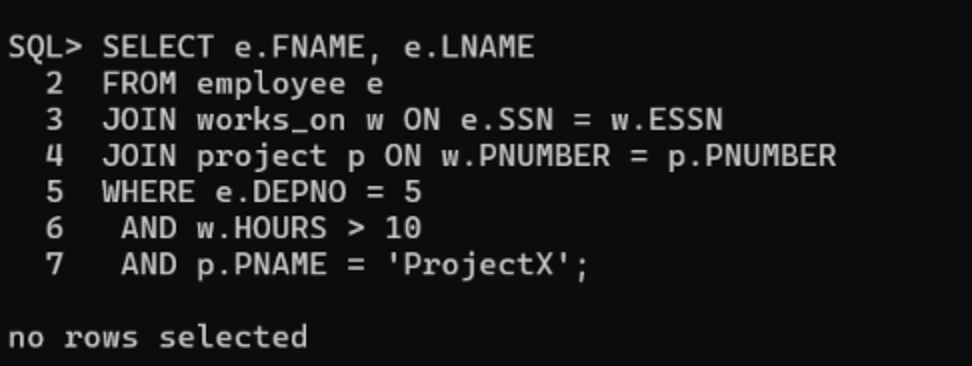 SQL> SELECT e.FNAME, e.LNAME
  2  FROM employee e
  3  JOIN works_on w ON e.SSN = w.ESSN
  4  JOIN project p ON w.PNUMBER = p.PNUMBER
  5  WHERE e.DEPNO = 5
  6   AND w.HOURS > 10
  7   AND p.PNAME = 'ProjectX';
no rows selected